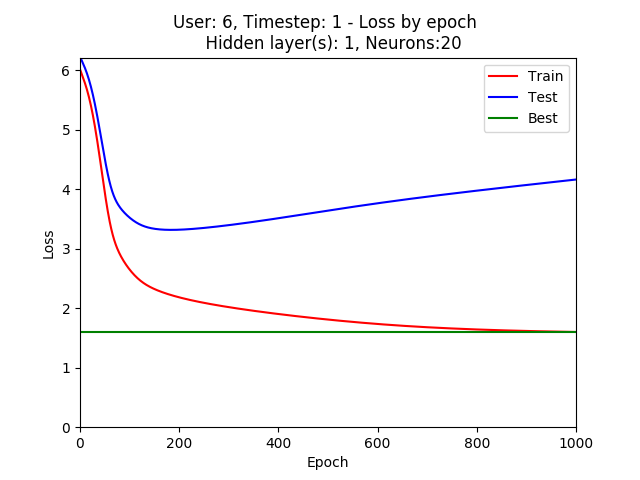 User: 6, Timestep: 1 - Loss by epoch
Hidden layer(s): 1, Neurons:20
Train
Test
Best
Loss
6
5
4
3
2
1
0
0 200 400 600 800 1000
Epoch